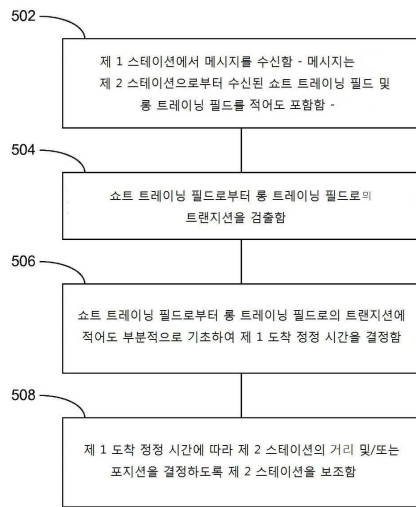 502
제 1 스테이션에서 메시지를 수신함 - 메시지는
제 2 스테이션으로부터 수신된 쇼트 트레이닝 필드 및
롱 트레이닝 필드를 적어도 포함함 -
504
쇼트 트레이닝 필드로부터 롱 트레이닝 필드로의
트랜지션을 검출함
506
쇼트 트레이닝 필드로부터 롱 트레이닝 필드로의 트랜지션에
적어도 부분적으로 기초하여 제 1 도착 정정 시간을 결정함
508
제 1 도착 정정 시간에 따라 제 2 스테이션의 거리 및/또는
포지션을 결정하도록 제 2 스테이션을 보조함